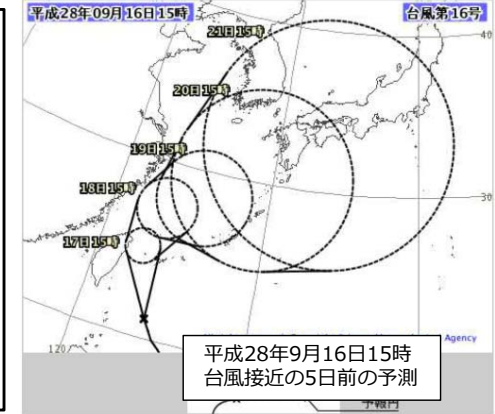 平成28年09月16日15時
台風第16号
21日15時
40
20日15時
19日15時
18日15時
30
17日15時
120
Agency
平成28年9月16日15時
台風接近の5日前の予測
予報円